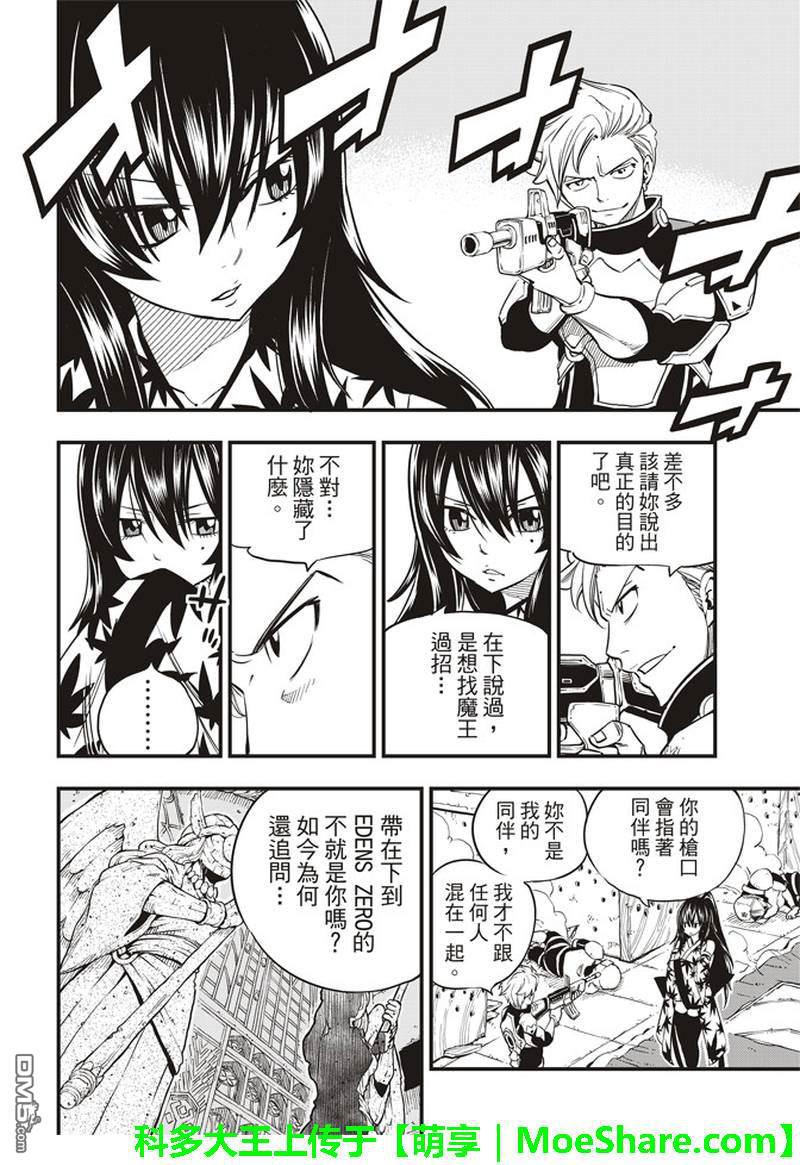 差不多
該請妳說出
真正的目的
了吧。
在下說過，
是想找魔王
過招…
不對…
妳隱藏了
什麼。
………
你的槍口
會指著
同伴嗎？
妳不是
我的
同伴，
我才不跟
任何人
混在一起。
帶在下到
EDENS ZERO的
不就是你嗎？
如今為何
還追問…
DM5.com
科多大王上传于【萌享】|MoeShare.com